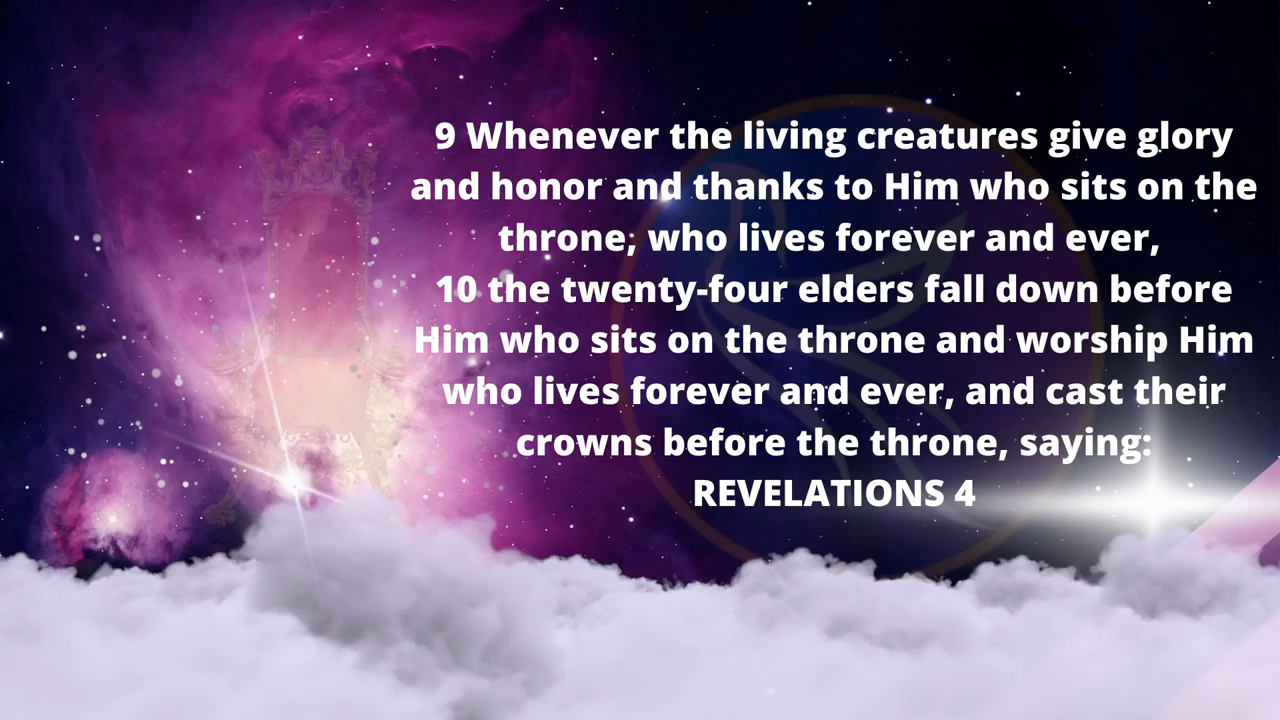 9 Whenever the living creatures give glory
and honor and thanks to Him who sits on the
throne; who lives forever and ever,
10 the twenty-four elders fall down before
Him who sits on the throne and worship Him
who lives forever and ever, and cast their
crowns before the throne, saying:
REVELATIONS 4